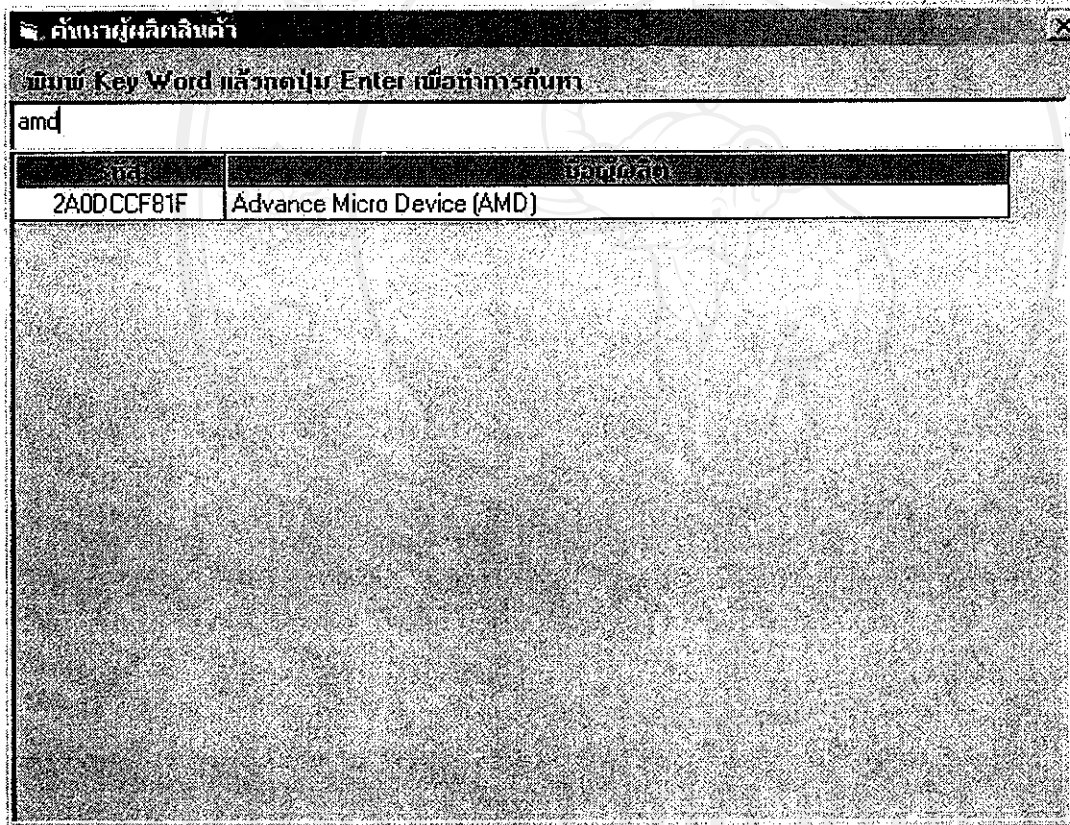 ค้นหาผู้ผลิตสินค้า
พิมพ์ Key Word แล้วกดปุ่ม Enter เพื่อทำการค้นหา
amd
รหัส ชื่อผู้ผลิต
2A0DCCF81F Advance Micro Device (AMD)